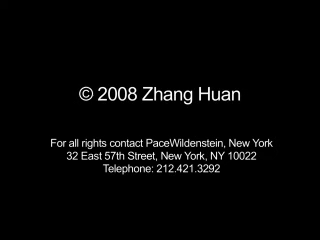 © 2008 Zhang Huan
For all rights contact PaceWildenstein, New York
32 East 57th Street, New York, NY 10022
Telephone: 212.421.3292